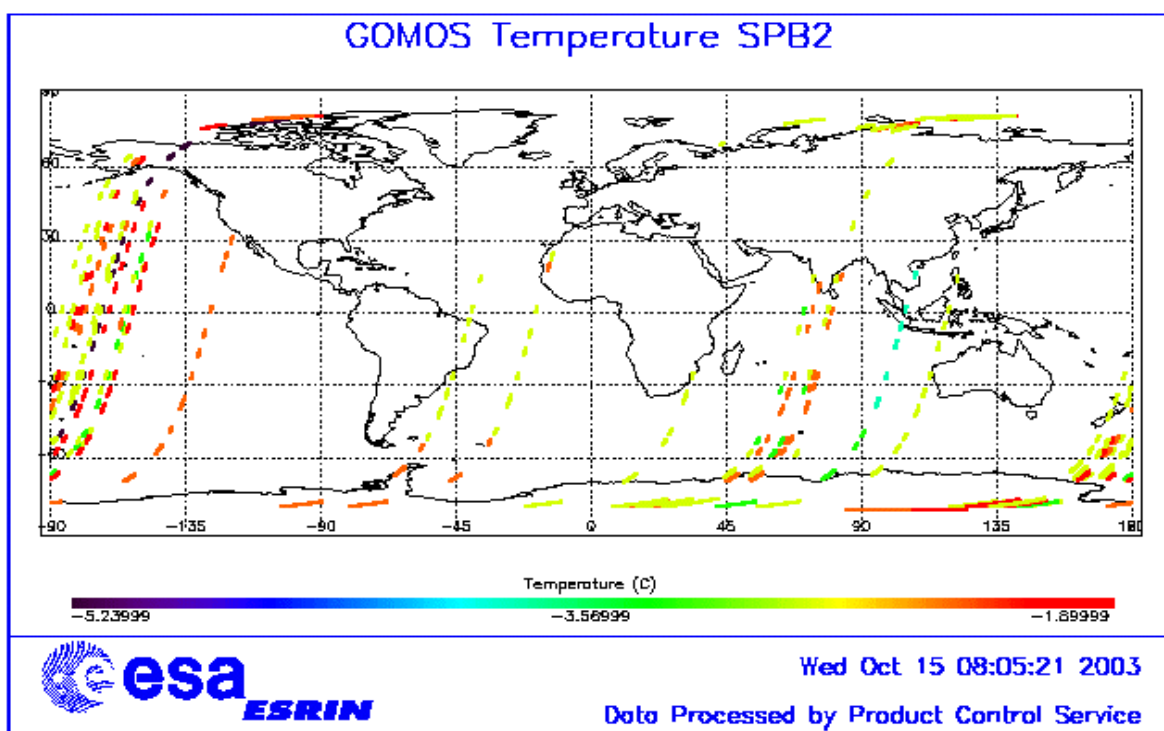 GOMOS Temperature SPB2
60
30
0
-90 -135 -90 -45 0 45 90 135 180
Temperature (C)
-5.23999 -3.56999 -1.89999
esa
ESRIN
Wed Oct 15 08:05:21 2003
Data Processed by Product Control Service